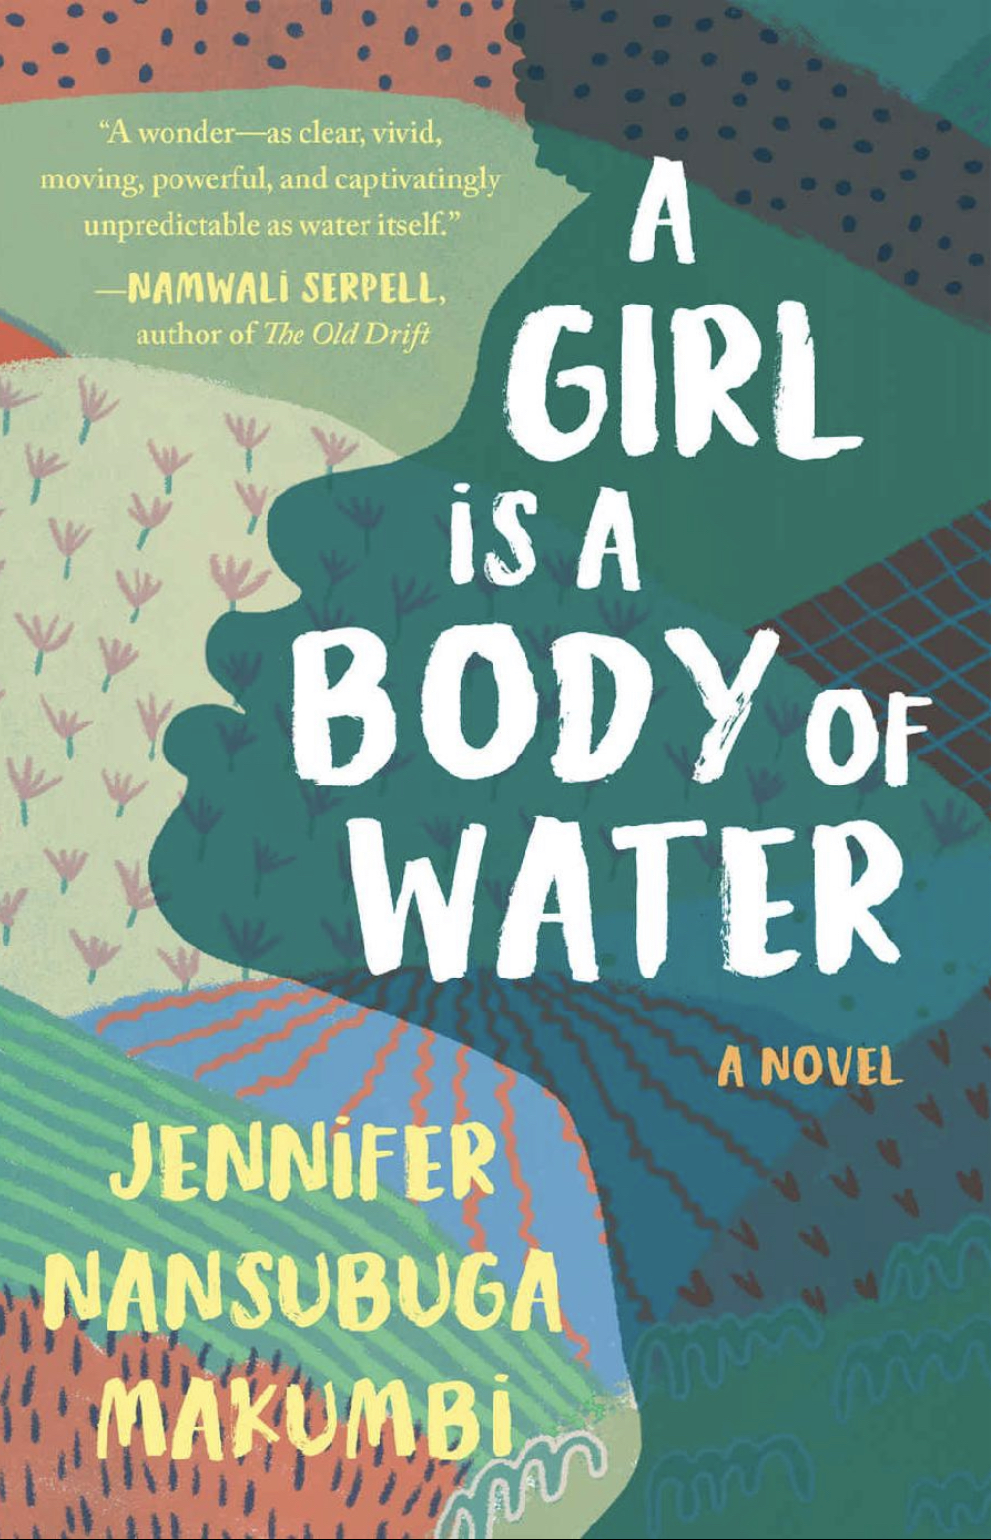 “A wonder—as clear, vivid,
moving, powerful, and captivatingly
unpredictable as water itself.”
—NAMWALi SERPELL,
author of The Old Drift
A
GIRL
iS A
BODY OF
WATER
A NOVEL
JENNiFER
NANSUBUGA
MAKUMBi